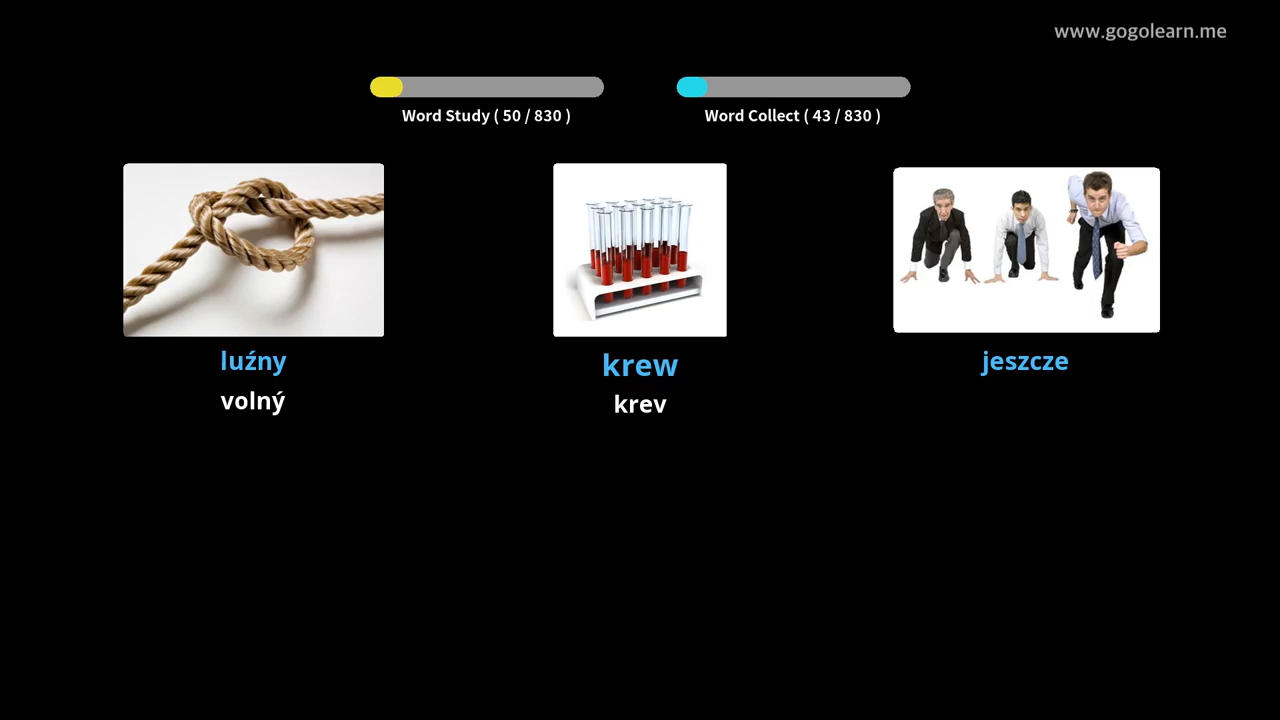 www.gogolearn.me
Word Study ( 50 / 830 )
Word Collect ( 43 / 830 )
luźny
volný
krew
krev
jeszcze